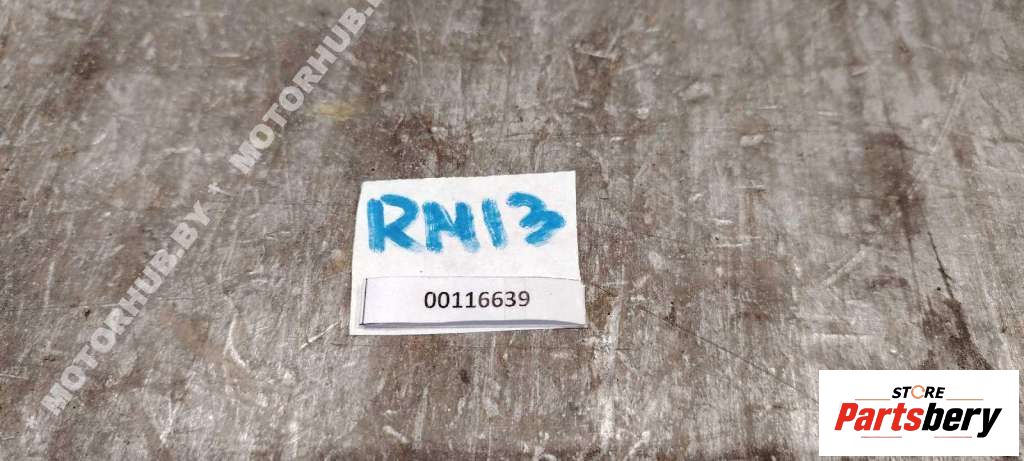 MOTORHUB.BY † MOTORHUB.BY
RN13
00116639
STORE
Partsbery